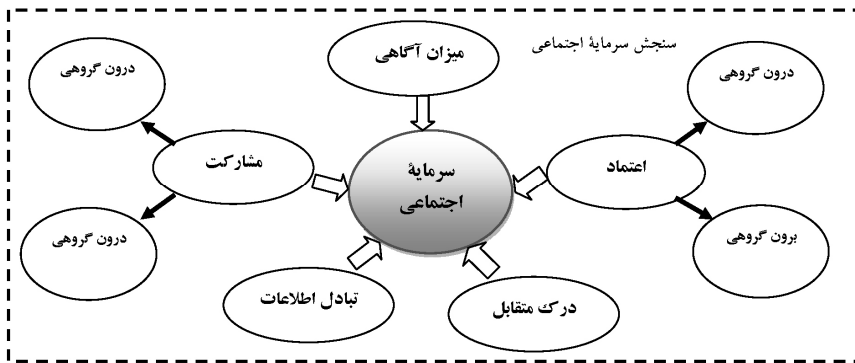 سنجش سرمایهٔ اجتماعی
میزان آگاهی
درون گروهی
درون گروهی
اعتماد
مشارکت
سرمایهٔ
اجتماعی
برون گروهی
درون گروهی
درک متقابل
تبادل اطلاعات